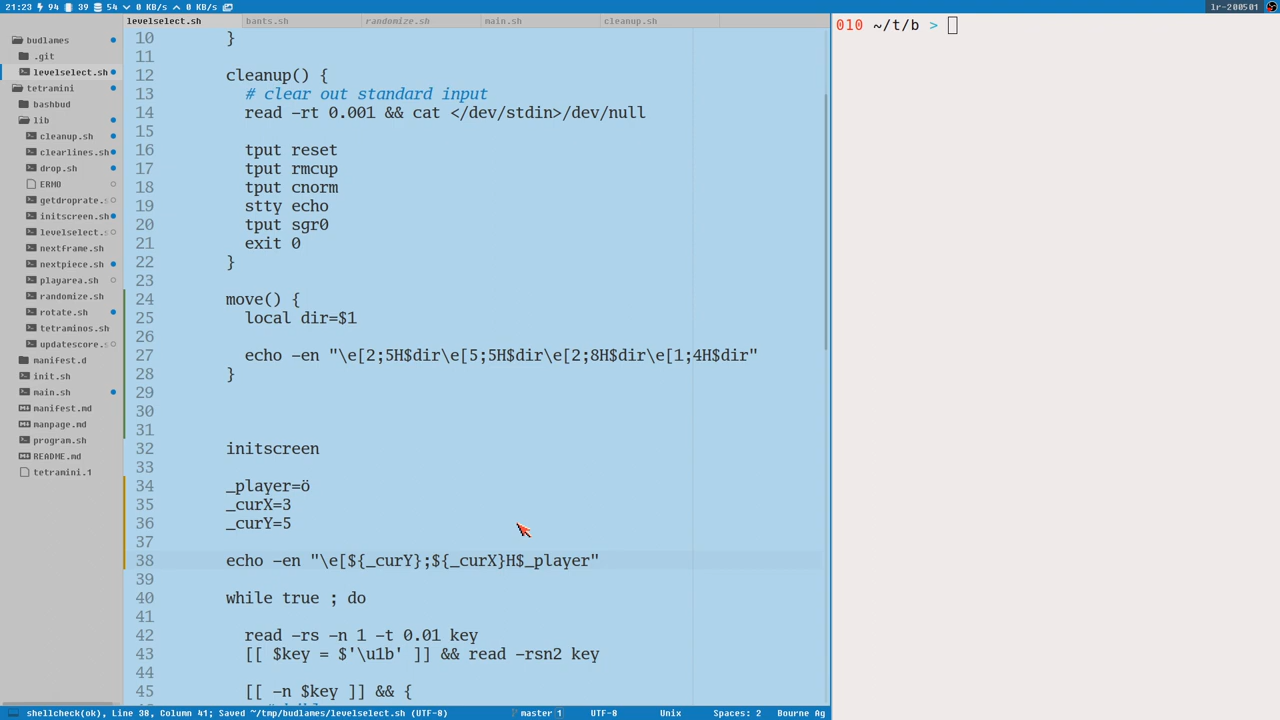 21:23 94 39 54 0 KB/s 0 KB/s
lr-200501
levelselect.sh bants.sh randomize.sh main.sh cleanup.sh
budlames
.git
levelselect.sh
tetramini
bashbud
lib
cleanup.sh
clearlines.sh
drop.sh
ERMO
getdroprate.s
initscreen.sh
levelselect.s
nextframe.sh
nextpiece.sh
playarea.sh
randomize.sh
rotate.sh
tetraminos.sh
updatescore.s
manifest.d
init.sh
main.sh
manifest.md
manpage.md
program.sh
README.md
tetramini.1
10 }
11
12 cleanup() {
13 # clear out standard input
14 read -rt 0.001 && cat </dev/stdin>/dev/null
15
16 tput reset
17 tput rmcup
18 tput cnorm
19 stty echo
20 tput sgr0
21 exit 0
22 }
23
24 move() {
25 local dir=$1
26
27 echo -en "\e[2;5H$dir\e[5;5H$dir\e[2;8H$dir\e[1;4H$dir"
28 }
29
30
31
32 initscreen
33
34 _player=ö
35 _curX=3
36 _curY=5
37
38 echo -en "\e[${_curY};${_curX}H$_player"
39
40 while true ; do
41
42 read -rs -n 1 -t 0.01 key
43 [[ $key = $'\u1b' ]] && read -rsn2 key
44
45 [[ -n $key ]] && {
010 ~/t/b >
shellcheck(ok), Line 38, Column 41; Saved ~/tmp/budlames/levelselect.sh (UTF-8) master 1 UTF-8 Unix Spaces: 2 Bourne Ag